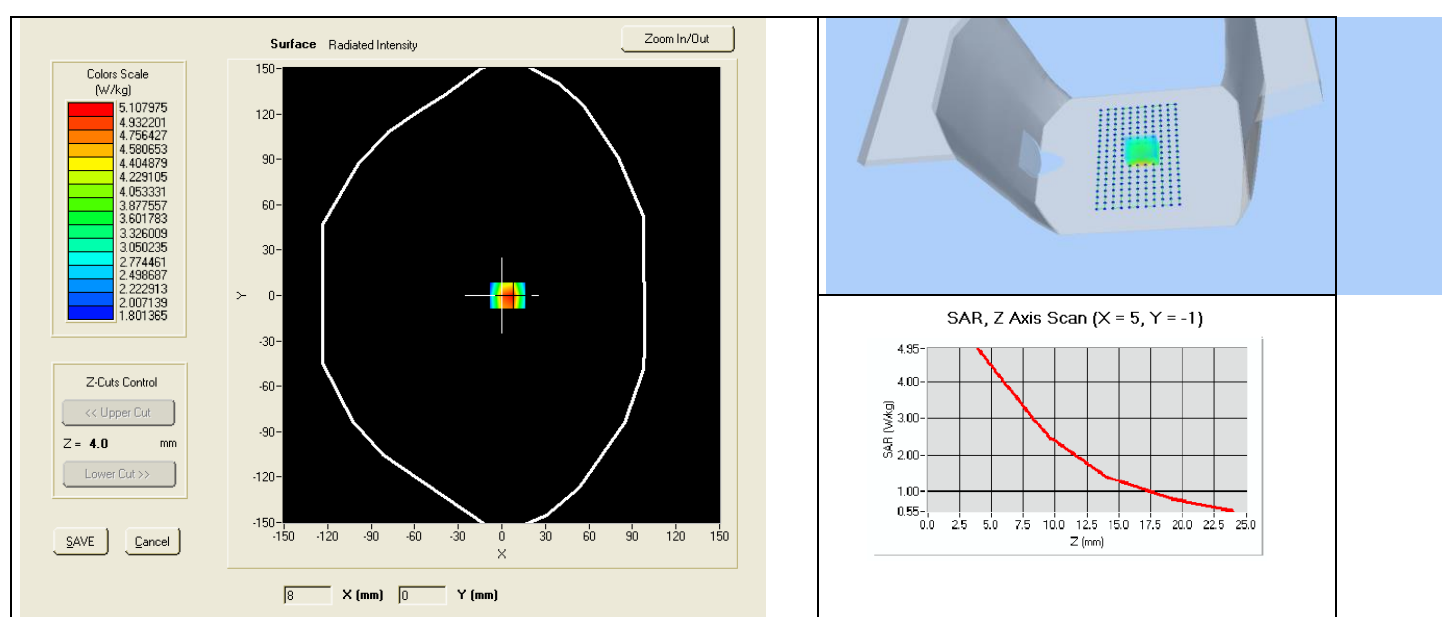 Surface Radiated Intensity
Zoom In/Out
Colors Scale
(W/kg)
5.107975
4.932201
4.756427
4.580653
4.404879
4.229105
4.053331
3.877557
3.601783
3.326009
3.050235
2.774461
2.498687
2.222913
2.007139
1.801365
Z-Cuts Control
<< Upper Cut
Z = 4.0 mm
Lower Cut >>
SAVE Cancel
150
120
90
60
30
0
-30
-60
-90
-120
-150
Y
-150 -120 -90 -60 -30 0 30 60 90 120 150
X
8 X (mm) 0 Y (mm)
SAR, Z Axis Scan (X = 5, Y = -1)
SAR (W/kg)
4.95
4.00
3.00
2.00
1.00
0.55
0.0 2.5 5.0 7.5 10.0 12.5 15.0 17.5 20.0 22.5 25.0
Z (mm)